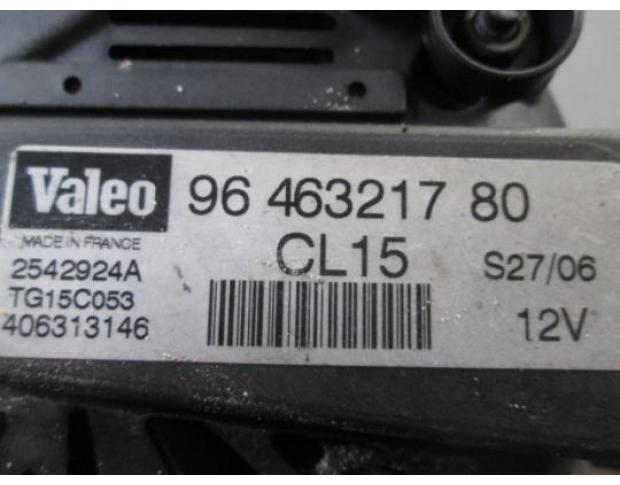 Valeo 96 463217 80
MADE IN FRANCE CL15 S27/06
2542924A
TG15C053
406313146 12V